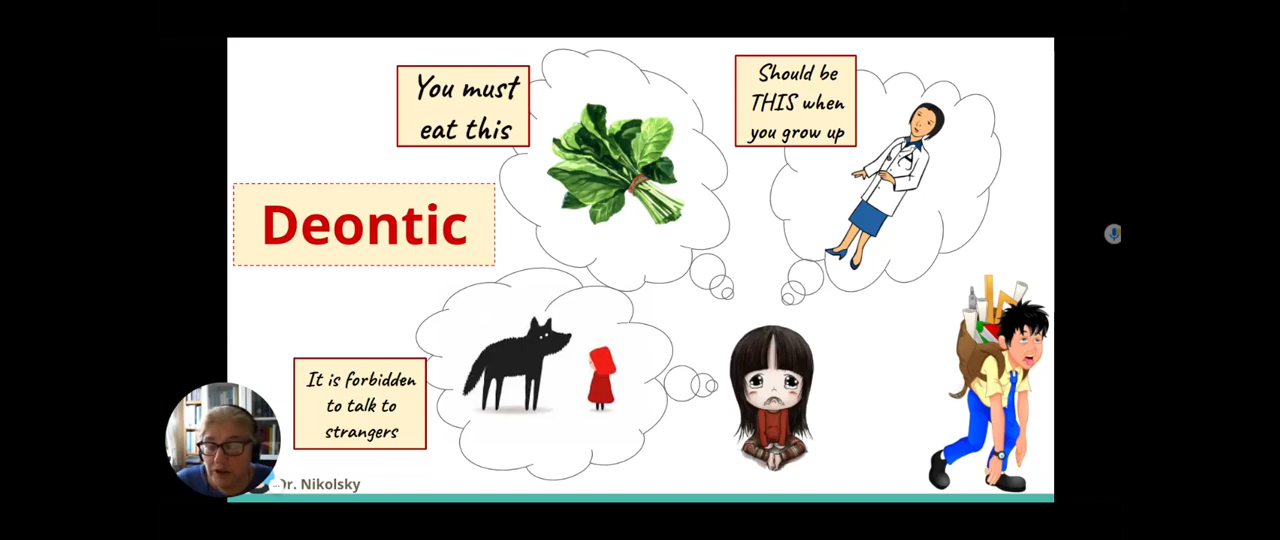 You must
eat this
Should be
THIS when
you grow up
Deontic
It is forbidden
to talk to
strangers
Dr. Nikolsky